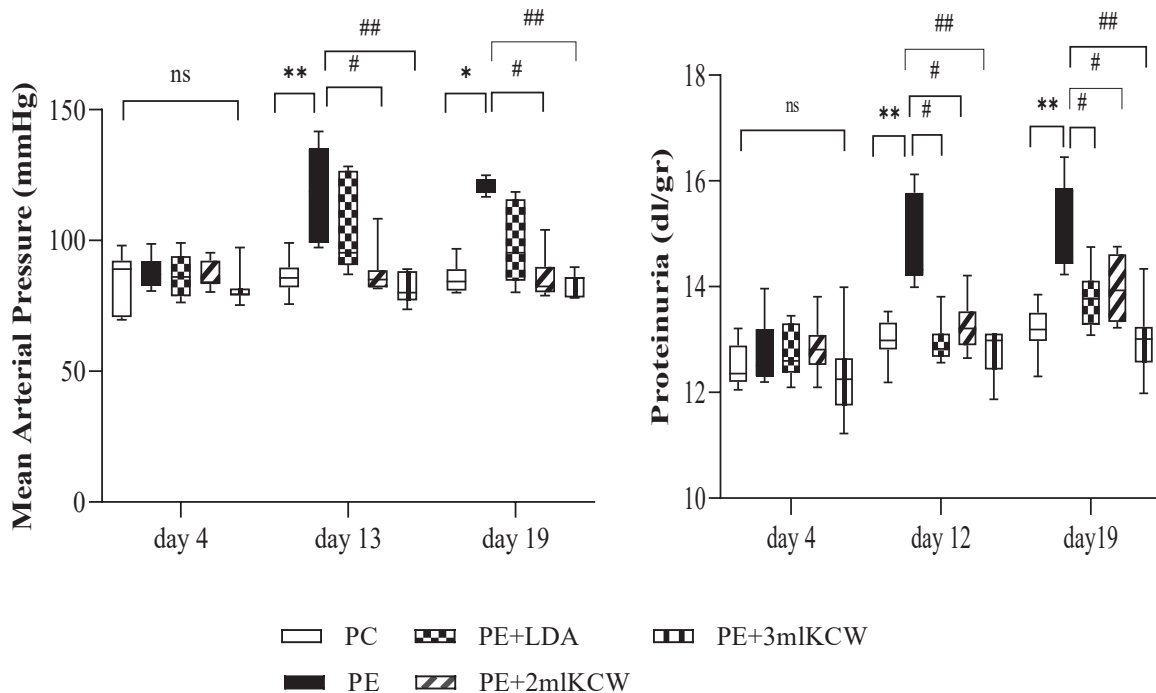 ##
##
#
#
**
*
ns
Mean Arterial Pressure (mmHg)
150
100
50
0
day 4
day 13
day 19
##
##
#
#
#
#
**
**
ns
Proteinuria (dl/gr)
18
16
14
12
10
day 4
day 12
day19
PC
PE+LDA
PE+3mlKCW
PE
PE+2mlKCW